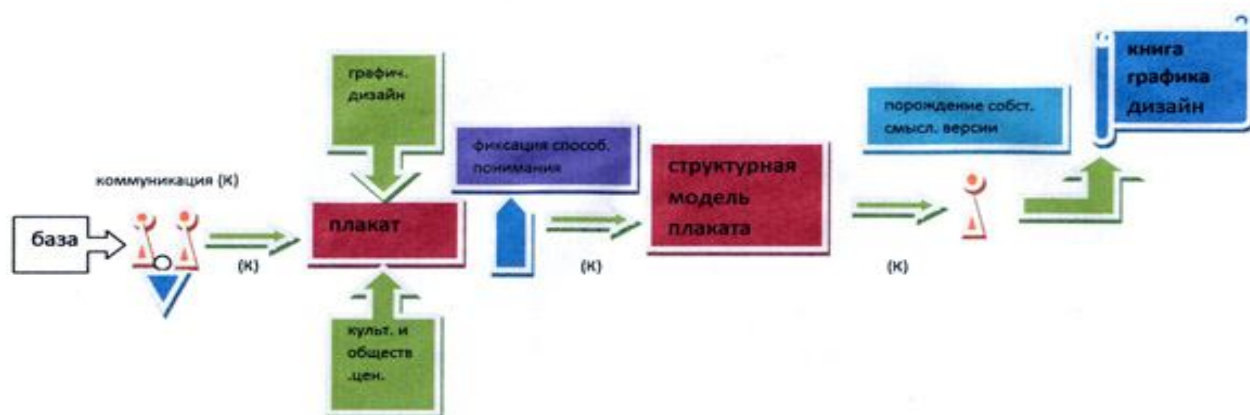 коммуникация (К)
база
(К)
графич.
дизайн
плакат
культ. и
обществ
.цен.
фиксация способ.
понимания
(К)
структурная
модель
плаката
(К)
порождение собст.
смысл. версии
книга
графика
дизайн